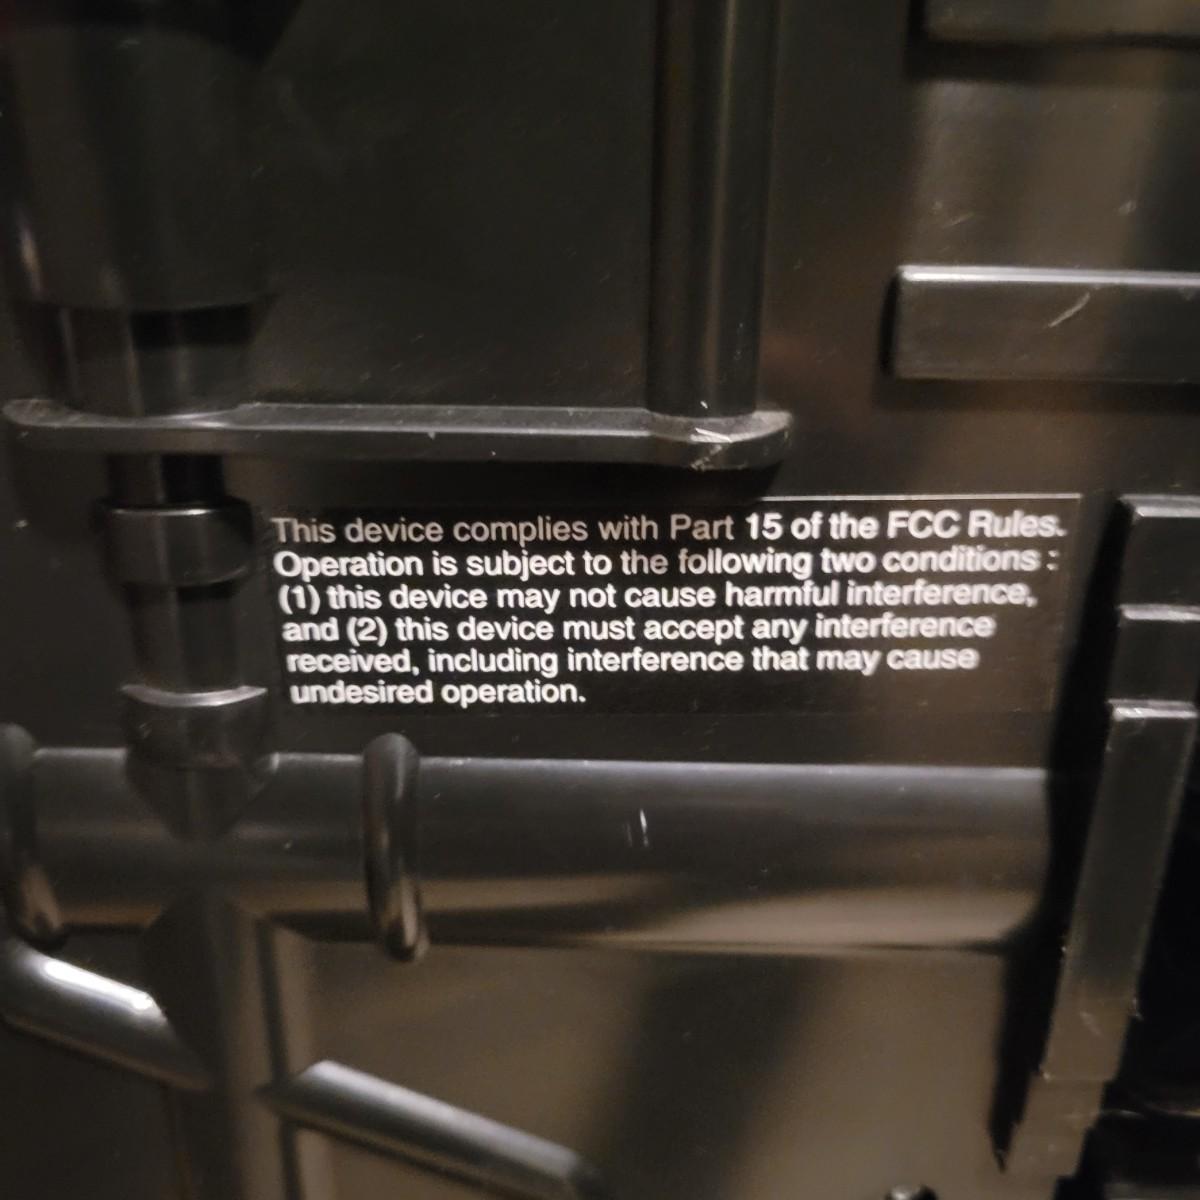 This device complies with Part 15 of the FCC Rules.
Operation is subject to the following two conditions :
(1) this device may not cause harmful interference,
and (2) this device must accept any interference
received, including interference that may cause
undesired operation.